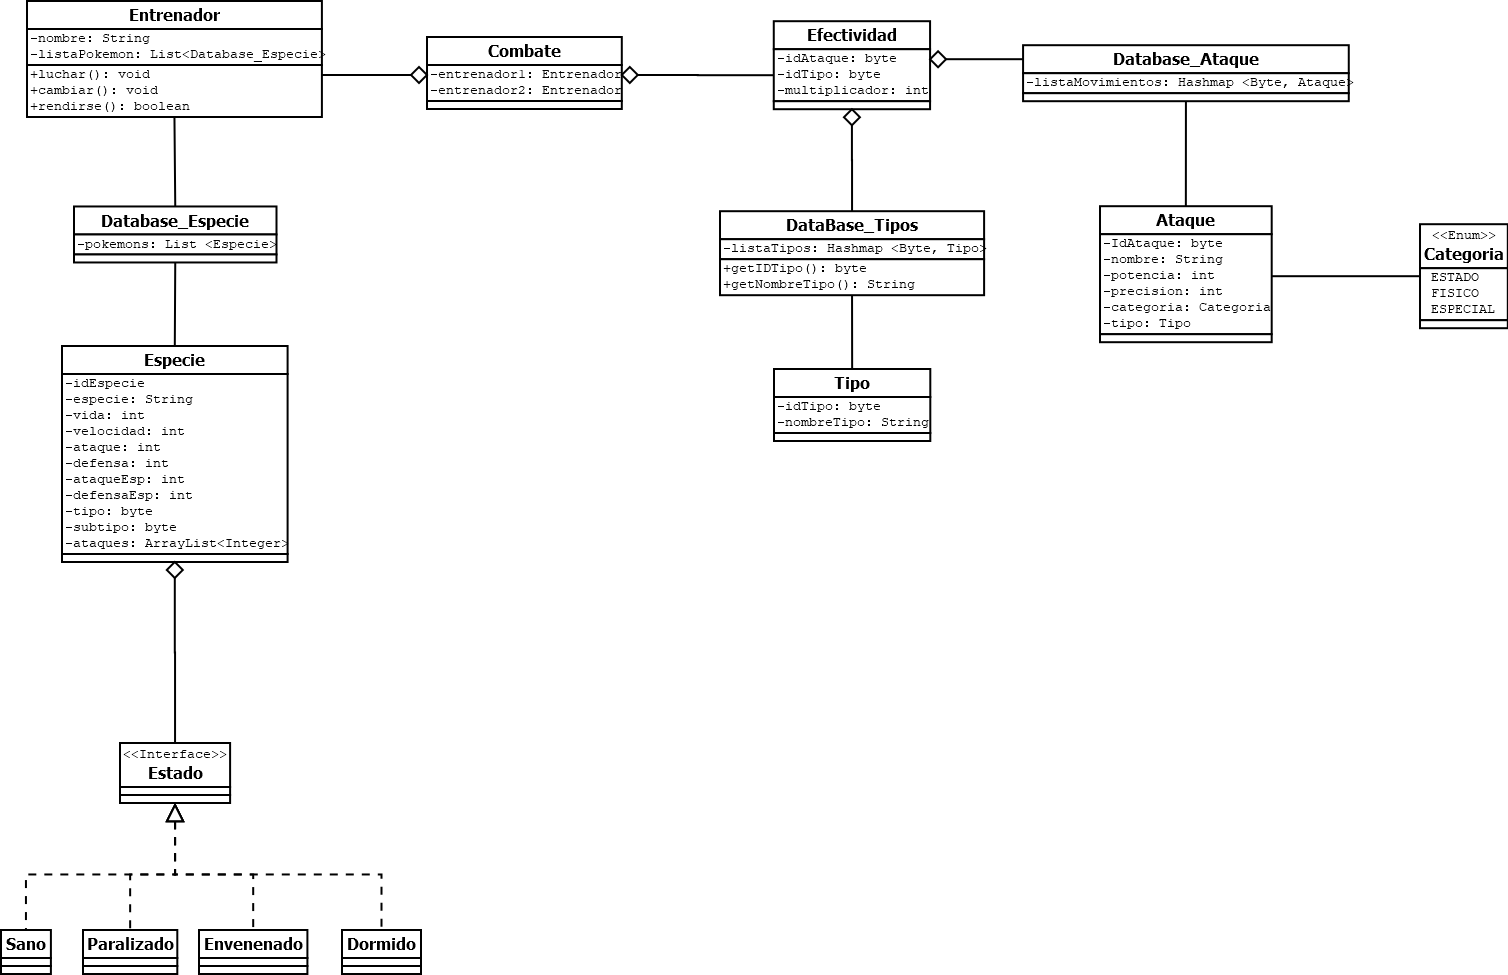 Entrenador
-nombre: String
-listaPokemon: List<Database_Especie>
+luchar(): void
+cambiar(): void
+rendirse(): boolean
Combate
-entrenador1: Entrenador
-entrenador2: Entrenador
Efectividad
-idAtaque: byte
-idTipo: byte
-multiplicador: int
Database_Ataque
-listaMovimientos: Hashmap <Byte, Ataque>
Database_Especie
-pokemons: List <Especie>
DataBase_Tipos
-listaTipos: Hashmap <Byte, Tipo>
+getIDTipo(): byte
+getNombreTipo(): String
Ataque
-IdAtaque: byte
-nombre: String
-potencia: int
-precision: int
-categoria: Categoria
-tipo: Tipo
<<Enum>>
Categoria
ESTADO
FISICO
ESPECIAL
Especie
-idEspecie
-especie: String
-vida: int
-velocidad: int
-ataque: int
-defensa: int
-ataqueEsp: int
-defensaEsp: int
-tipo: byte
-subtipo: byte
-ataques: ArrayList<Integer>
Tipo
-idTipo: byte
-nombreTipo: String
<<Interface>>
Estado
Sano
Paralizado
Envenenado
Dormido